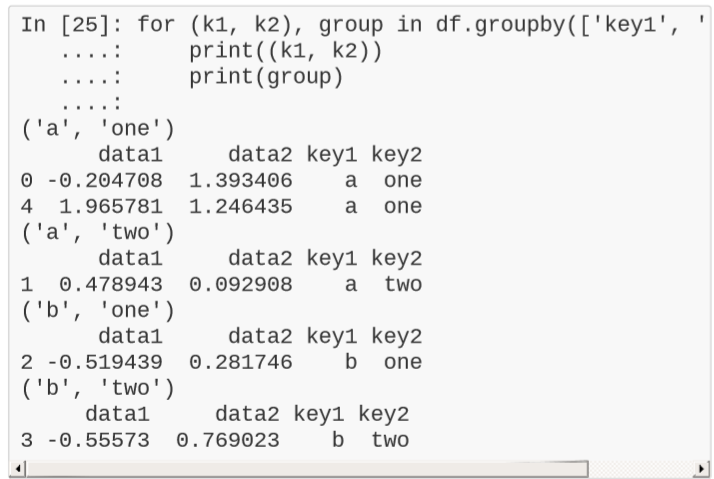 In [25]: for (k1, k2), group in df.groupby(['key1', '
   ....:     print((k1, k2))
   ....:     print(group)
   ....:
('a', 'one')
      data1     data2 key1 key2
0 -0.204708  1.393406    a  one
4  1.965781  1.246435    a  one
('a', 'two')
      data1     data2 key1 key2
1  0.478943  0.092908    a  two
('b', 'one')
      data1     data2 key1 key2
2 -0.519439  0.281746    b  one
('b', 'two')
     data1     data2 key1 key2
3 -0.55573  0.769023    b  two